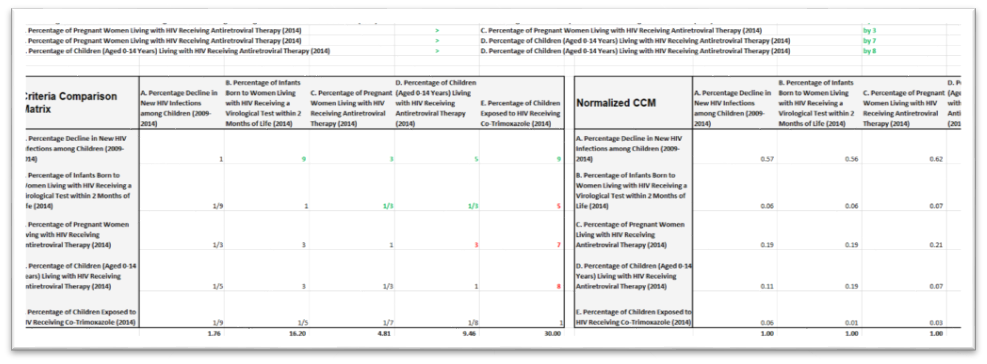 . Percentage of Pregnant Women Living with HIV Receiving Antiretroviral Therapy (2014) > C. Percentage of Pregnant Women Living with HIV Receiving Antiretroviral Therapy (2014) by 3
. Percentage of Pregnant Women Living with HIV Receiving Antiretroviral Therapy (2014) > D. Percentage of Children (Aged 0-14 Years) Living with HIV Receiving Antiretroviral Therapy (2014) by 7
. Percentage of Children (Aged 0-14 Years) Living with HIV Receiving Antiretroviral Therapy (2014) > D. Percentage of Children (Aged 0-14 Years) Living with HIV Receiving Antiretroviral Therapy (2014) by 8
Criteria Comparison
Matrix
A. Percentage Decline in
New HIV Infections
among Children (2009-
2014)
B. Percentage of Infants
Born to Women Living
with HIV Receiving a
Virological Test within 2
Months of Life (2014)
C. Percentage of Pregnant
Women Living with HIV
Receiving Antiretroviral
Therapy (2014)
D. Percentage of Children
(Aged 0-14 Years) Living
with HIV Receiving
Antiretroviral Therapy
(2014)
E. Percentage of Children
Exposed to HIV Receiving
Co-Trimoxazole (2014)
. Percentage Decline in New HIV
nfections among Children (2009-
2014)
1 9 3 5 9
. Percentage of Infants Born to
Women Living with HIV Receiving a
Virological Test within 2 Months of
ife (2014)
1/9 1 1/3 1/3 5
. Percentage of Pregnant Women
iving with HIV Receiving
ntiretroviral Therapy (2014)
1/3 3 1 3 7
. Percentage of Children (Aged 0-14
ears) Living with HIV Receiving
ntiretroviral Therapy (2014)
1/5 3 1/3 1 8
. Percentage of Children Exposed to
IV Receiving Co-Trimoxazole (2014)
1/9 1/5 1/7 1/8 1
1.76 16.20 4.81 9.46 30.00
Normalized CCM
A. Percentage Decline in
New HIV Infections
among Children (2009-
2014)
B. Percentage of Infants
Born to Women Living
with HIV Receiving a
Virological Test within 2
Months of Life (2014)
C. Percentage of Pregnant
Women Living with HIV
Receiving Antiretroviral
Therapy (2014)
D. P
(Age
with
Anti
(201
A. Percentage Decline in New HIV
Infections among Children (2009-
2014)
0.57 0.56 0.62
B. Percentage of Infants Born to
Women Living with HIV Receiving a
Virological Test within 2 Months of
Life (2014)
0.06 0.06 0.07
C. Percentage of Pregnant Women
Living with HIV Receiving
Antiretroviral Therapy (2014)
0.19 0.19 0.21
D. Percentage of Children (Aged 0-14
Years) Living with HIV Receiving
Antiretroviral Therapy (2014)
0.11 0.19 0.07
E. Percentage of Children Exposed to
HIV Receiving Co-Trimoxazole (2014)
0.06 0.01 0.03
1.00 1.00 1.00